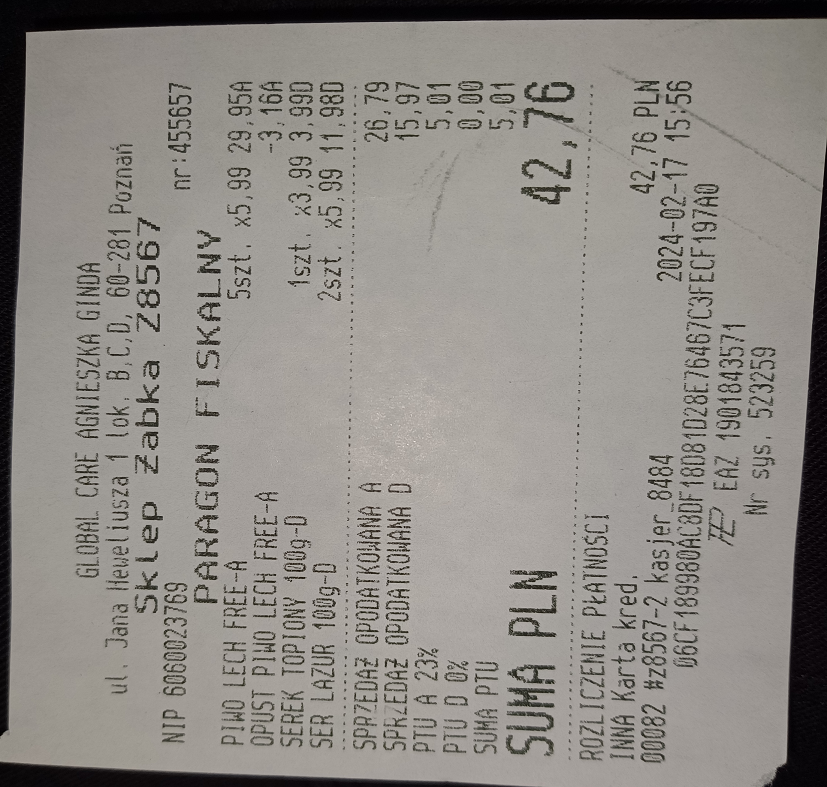 GLOBAL CARE AGNIESZKA GINDA
ul. Jana Heweliusza 1 lok. B,C,D, 60-281 Poznań
Sklep Żabka Z8567
NIP 6060023769 nr:455657
PARAGON FISKALNY
PIWO LECH FREE-A 5szt. x5,99 29,95A
OPUST PIWO LECH FREE-A -3,16A
SEREK TOPIONY 100g-D 1szt. x3,99 3,99D
SER LAZUR 100g-D 2szt. x5,99 11,98D
SPRZEDAŻ OPODATKOWANA A 26,79
SPRZEDAŻ OPODATKOWANA D 15,97
PTU A 23% 5,01
PTU D 0% 0,00
SUMA PTU 5,01
SUMA PLN 42,76
ROZLICZENIE PŁATNOŚCI
INNA Karta kred. 42,76 PLN
00082 #z8567-2 kasjer_8484 2024-02-17 15:56
06CF189980AC8DF18D81D28E76467C3FECF197A0
EAZ 1901843571
Nr sys. 523259